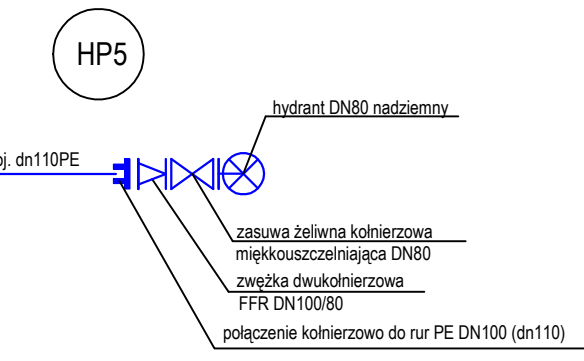 HP5
hydrant DN80 nadziemny
oj. dn110PE
zasuwa żeliwna kołnierzowa
miękkouszczelniająca DN80
zwężka dwukołnierzowa
FFR DN100/80
połączenie kołnierzowo do rur PE DN100 (dn110)